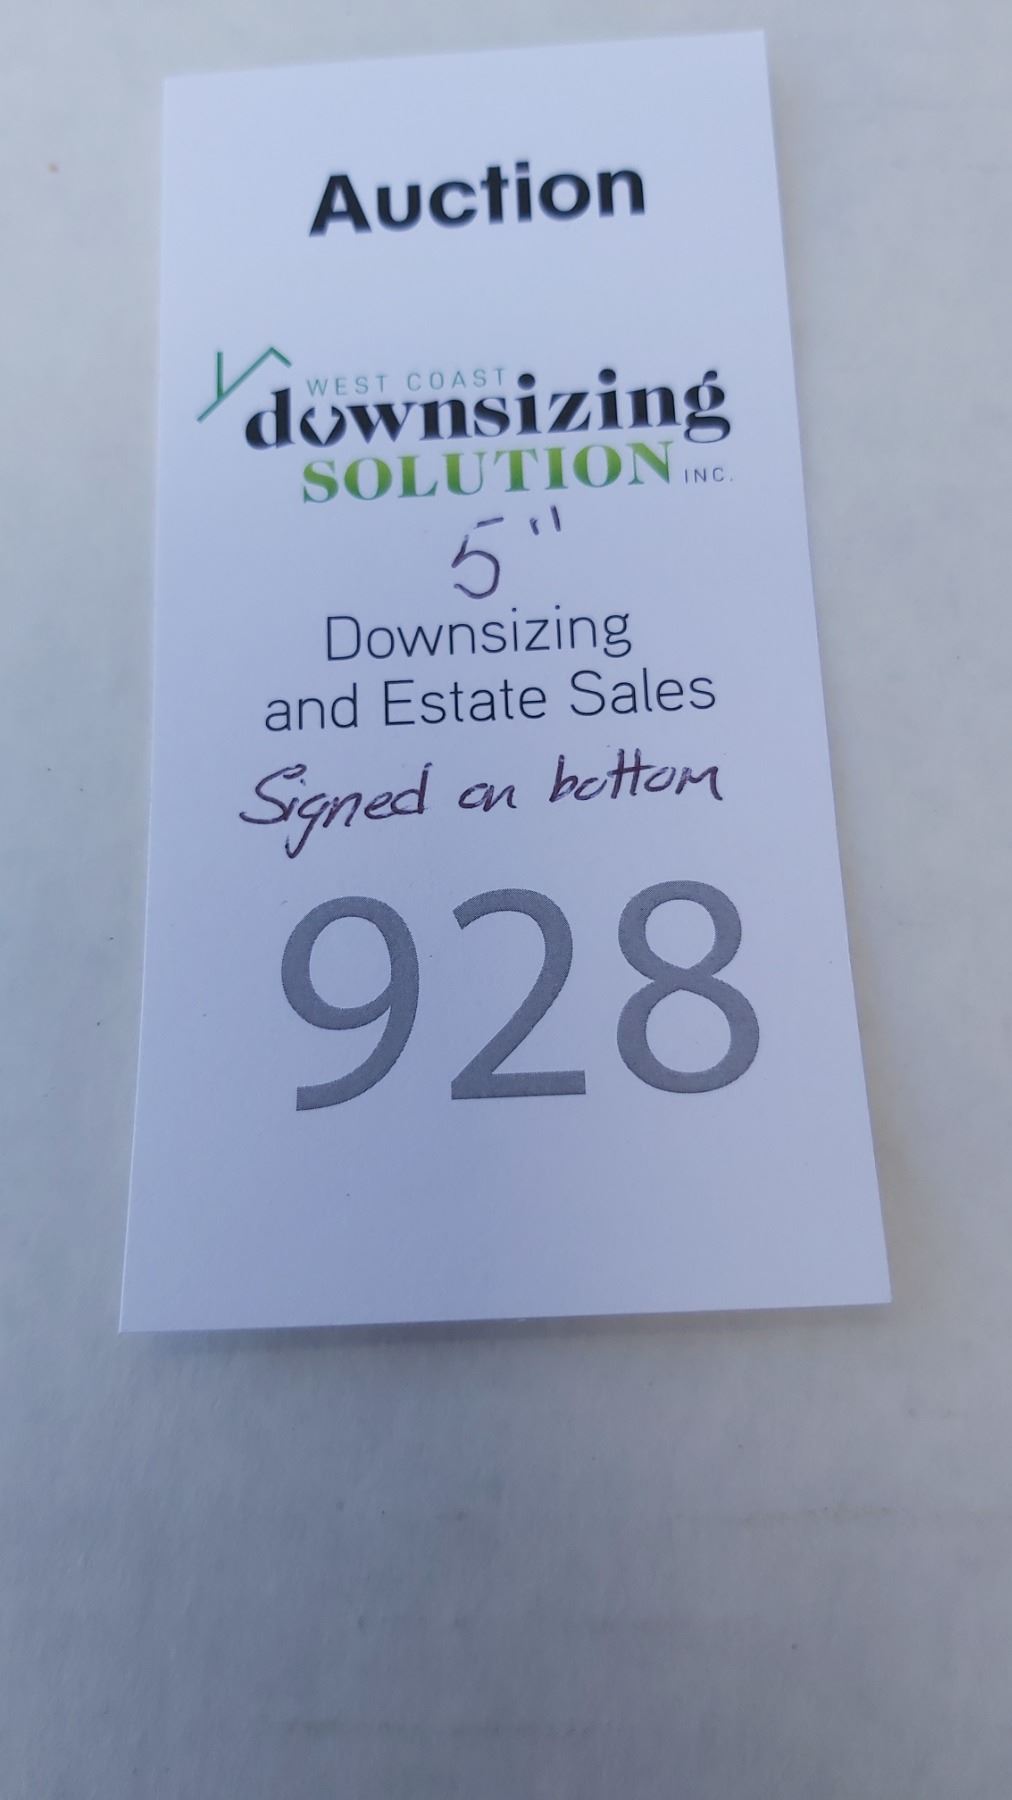 Auction
WEST COAST
downsizing
SOLUTION INC.
5"
Downsizing
and Estate Sales
Signed on bottom
928